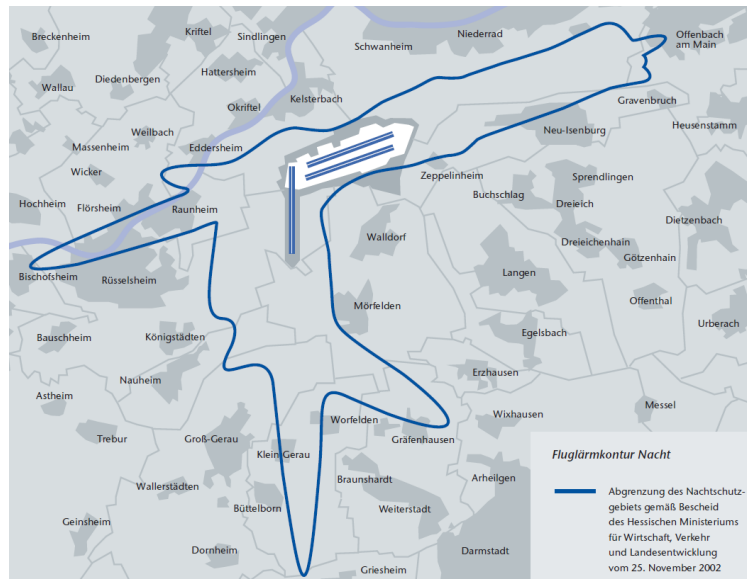 Breckenheim
Kriftel
Sindlingen
Niederrad
Offenbach
am Main
Schwanheim
Diedenbergen
Hattersheim
Wallau
Kelsterbach
Okriftel
Gravenbruch
Weilbach
Neu-Isenburg
Heusenstamm
Massenheim
Eddersheim
Wicker
Zeppelinheim
Sprendlingen
Buchschlag
Hochheim
Flörsheim
Raunheim
Dreieich
Dietzenbach
Walldorf
Dreieichenhain
Götzenhain
Bischofsheim
Rüsselsheim
Langen
Offenthal
Mörfelden
Urberach
Bauschheim
Königstädten
Egelsbach
Erzhausen
Nauheim
Astheim
Messel
Worfelden
Wixhausen
Trebur
Groß-Gerau
Gräfenhausen
Klein-Gerau
Fluglärmkontur Nacht
Braunshardt
Arheilgen
Wallerstädten
Büttelborn
Weiterstadt
Geinsheim
Dornheim
Darmstadt
Griesheim
Abgrenzung des Nachtschutz-
gebiets gemäß Bescheid
des Hessischen Ministeriums
für Wirtschaft, Verkehr
und Landesentwicklung
vom 25. November 2002